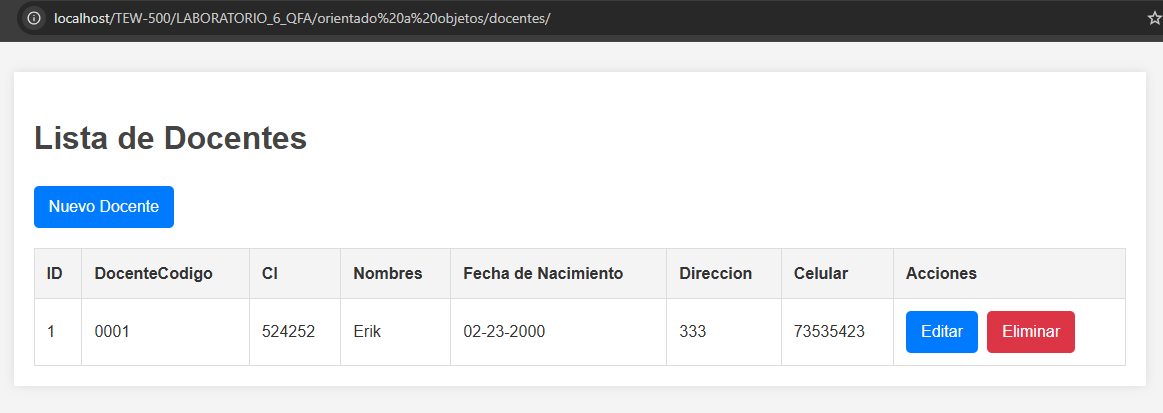 localhost/TEW-500/LABORATORIO_6_QFA/orientado%20a%20objetos/docentes/
Lista de Docentes
Nuevo Docente
ID DocenteCodigo CI Nombres Fecha de Nacimiento Direccion Celular Acciones
1 0001 524252 Erik 02-23-2000 333 73535423 Editar Eliminar